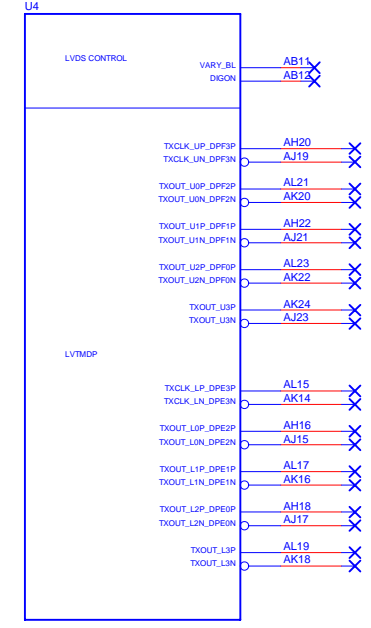 U4
LVDS CONTROL
VARY_BL AB11
DIGON AB12
TXCLK_UP_DPF3P AH20
TXCLK_UN_DPF3N AJ19
TXOUT_U0P_DPF2P AL21
TXOUT_U0N_DPF2N AK20
TXOUT_U1P_DPF1P AH22
TXOUT_U1N_DPF1N AJ21
TXOUT_U2P_DPF0P AL23
TXOUT_U2N_DPF0N AK22
TXOUT_U3P AK24
TXOUT_U3N AJ23
LVTMDP
TXCLK_LP_DPE3P AL15
TXCLK_LN_DPE3N AK14
TXOUT_L0P_DPE2P AH16
TXOUT_L0N_DPE2N AJ15
TXOUT_L1P_DPE1P AL17
TXOUT_L1N_DPE1N AK16
TXOUT_L2P_DPE0P AH18
TXOUT_L2N_DPE0N AJ17
TXOUT_L3P AL19
TXOUT_L3N AK18